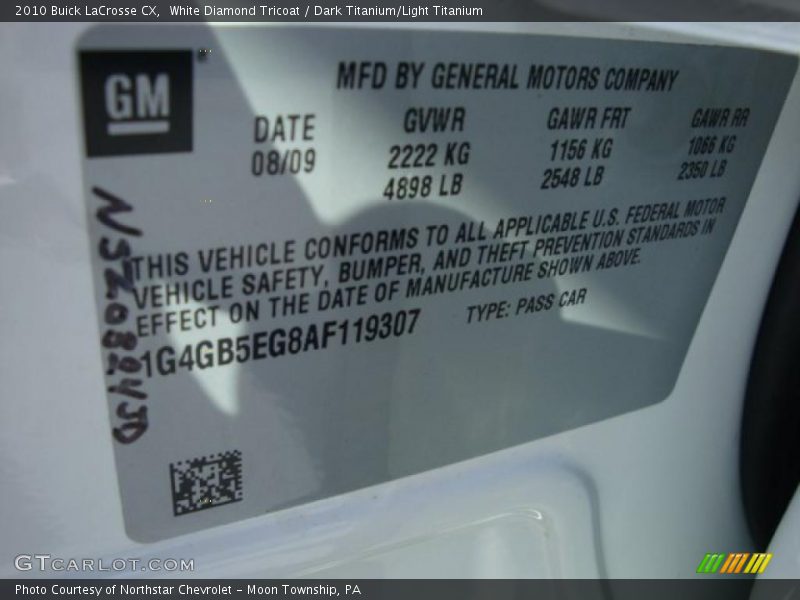 2010 Buick LaCrosse CX, White Diamond Tricoat / Dark Titanium/Light Titanium
GM
MFD BY GENERAL MOTORS COMPANY
DATE GVWR GAWR FRT GAWR RR
08/09 2222 KG 1156 KG 1066 KG
4898 LB 2548 LB 2350 LB
THIS VEHICLE CONFORMS TO ALL APPLICABLE U.S. FEDERAL MOTOR
VEHICLE SAFETY, BUMPER, AND THEFT PREVENTION STANDARDS IN
EFFECT ON THE DATE OF MANUFACTURE SHOWN ABOVE.
1G4GB5EG8AF119307 TYPE: PASS CAR
GTCARLOT.COM
Photo Courtesy of Northstar Chevrolet - Moon Township, PA